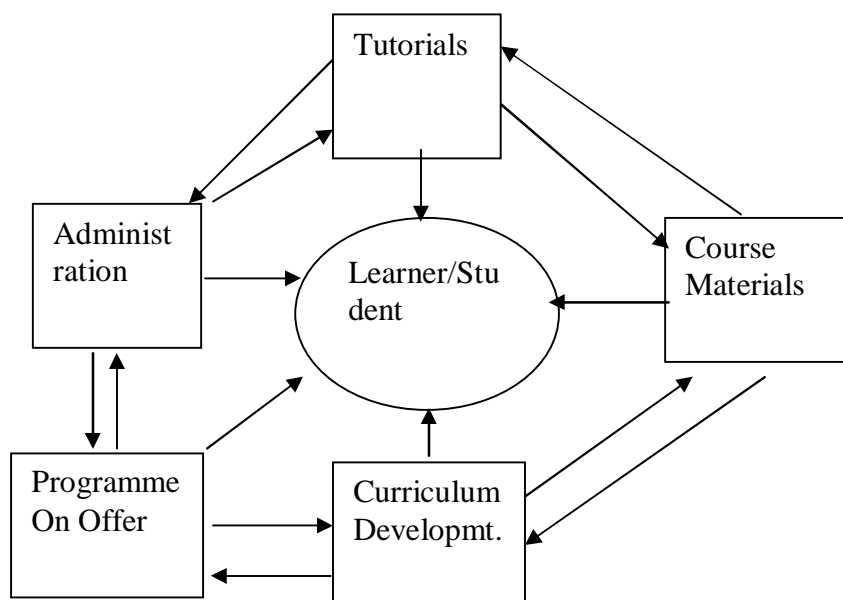 Tutorials
Administ
ration
Learner/Stu
dent
Course
Materials
Programme
On Offer
Curriculum
Developmt.